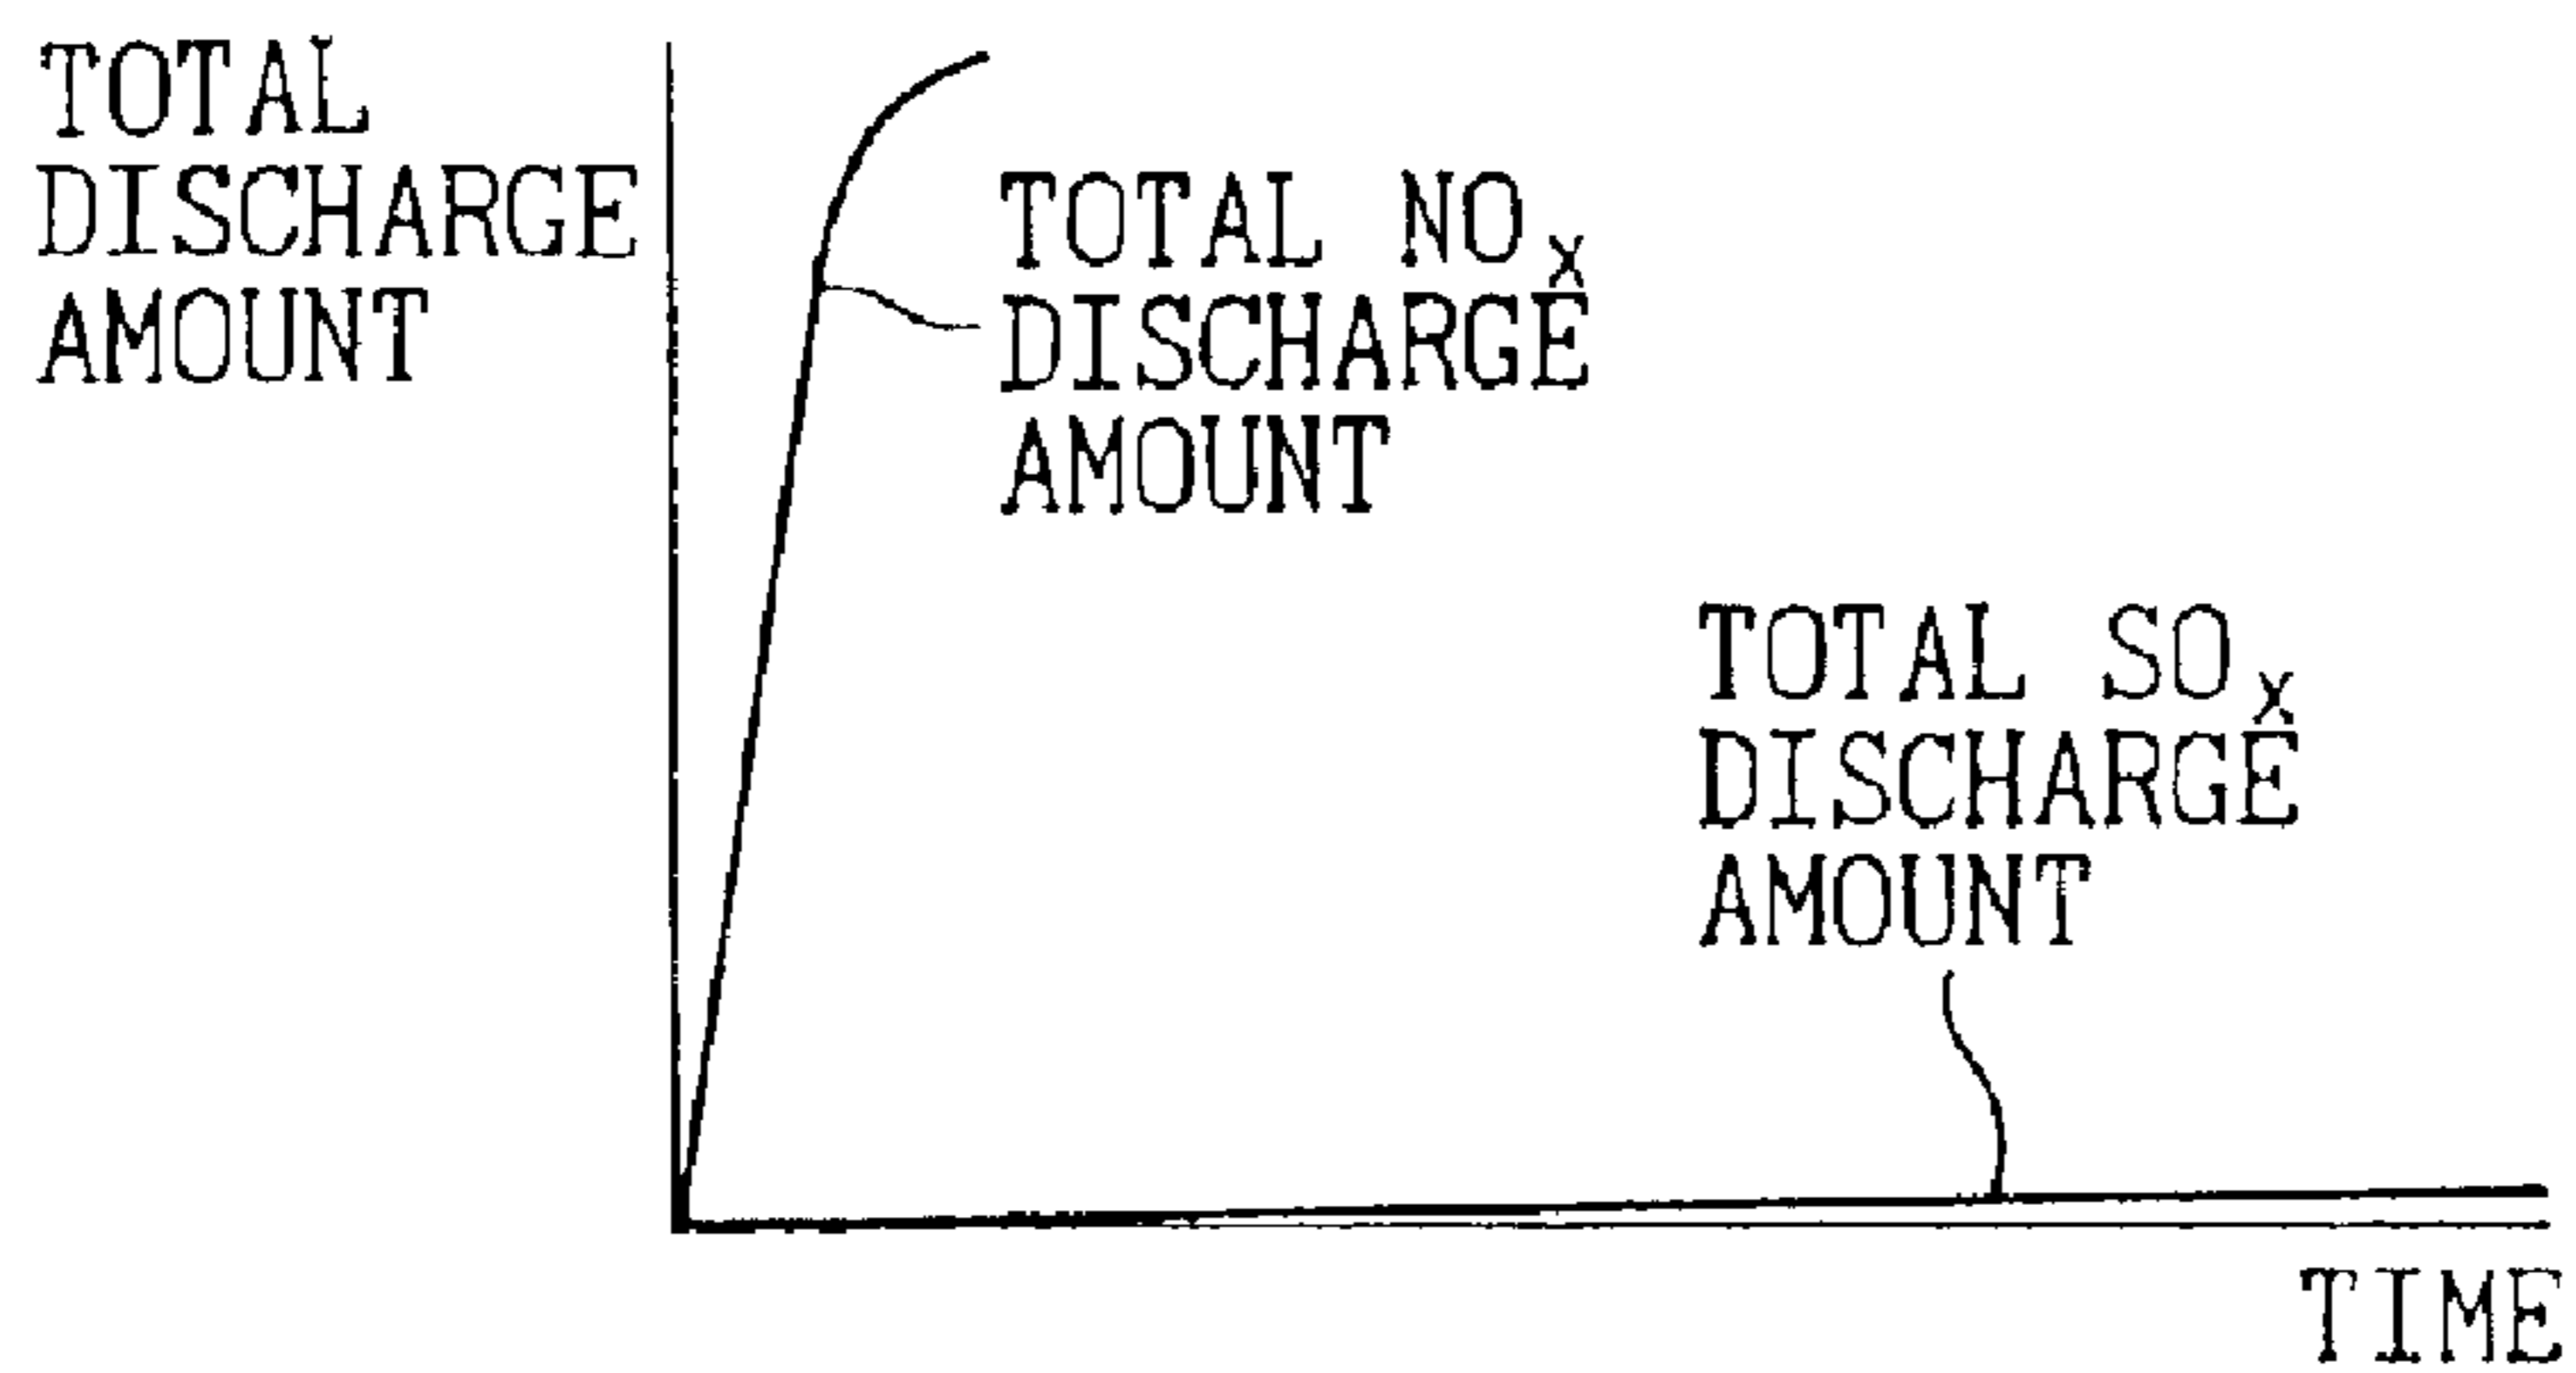 TOTAL
DISCHARGE
AMOUNT
TOTAL NOx
DISCHARGE
AMOUNT
TOTAL SOx
DISCHARGE
AMOUNT
TIME